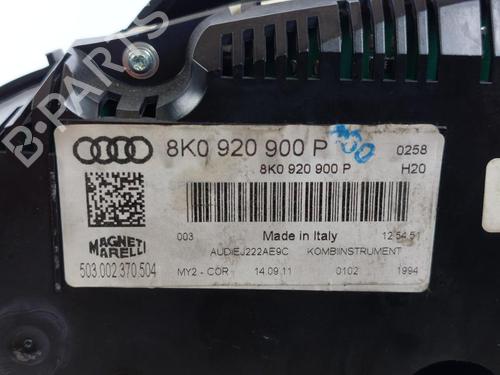 B-PARTS
8K0 920 900 P
0258
8K0 920 900 P
H20
003
Made in Italy
12:54:51
AUDIEJ222AE9C
KOMBIINSTRUMENT
MAGNETI
MARELLI
503.002.370.504
MY2 - COR
14.09.11
0102
1994